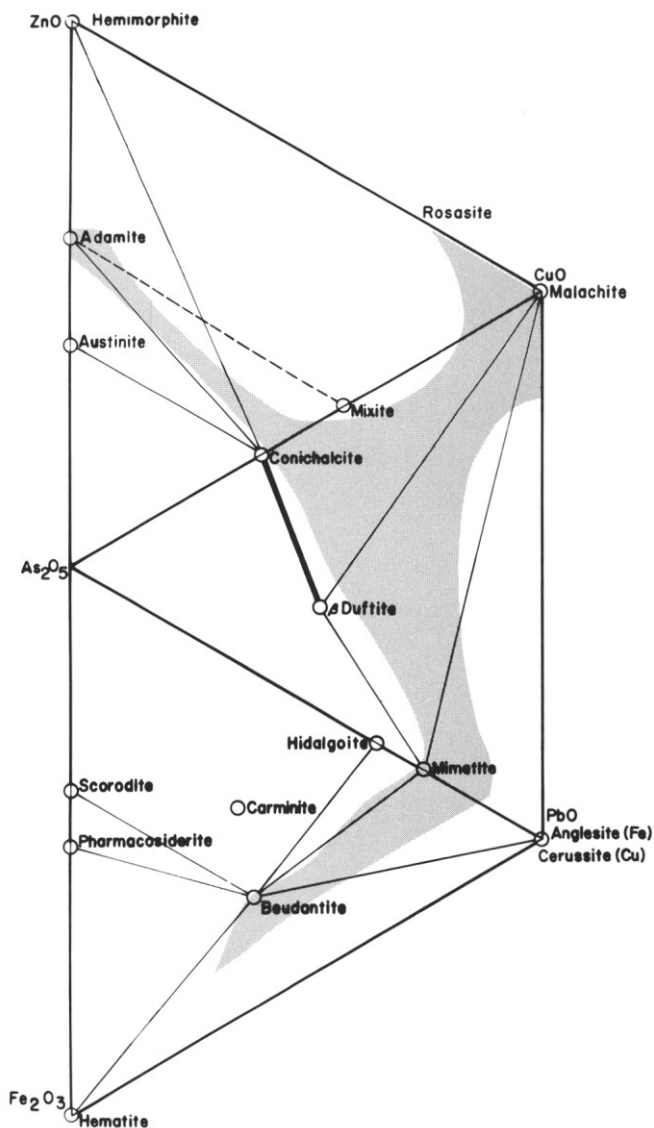 ZnO Hemimorphite
Adamite
Rosasite
CuO
Malachite
Austinite
Mixite
Conichalcite
As2O5
β Duftite
Hidalgoite
Mimetite
Scorodite
Carminite
PbO
Anglesite (Fe)
Cerussite (Cu)
Pharmacosiderite
Beudantite
Fe2O3
Hematite